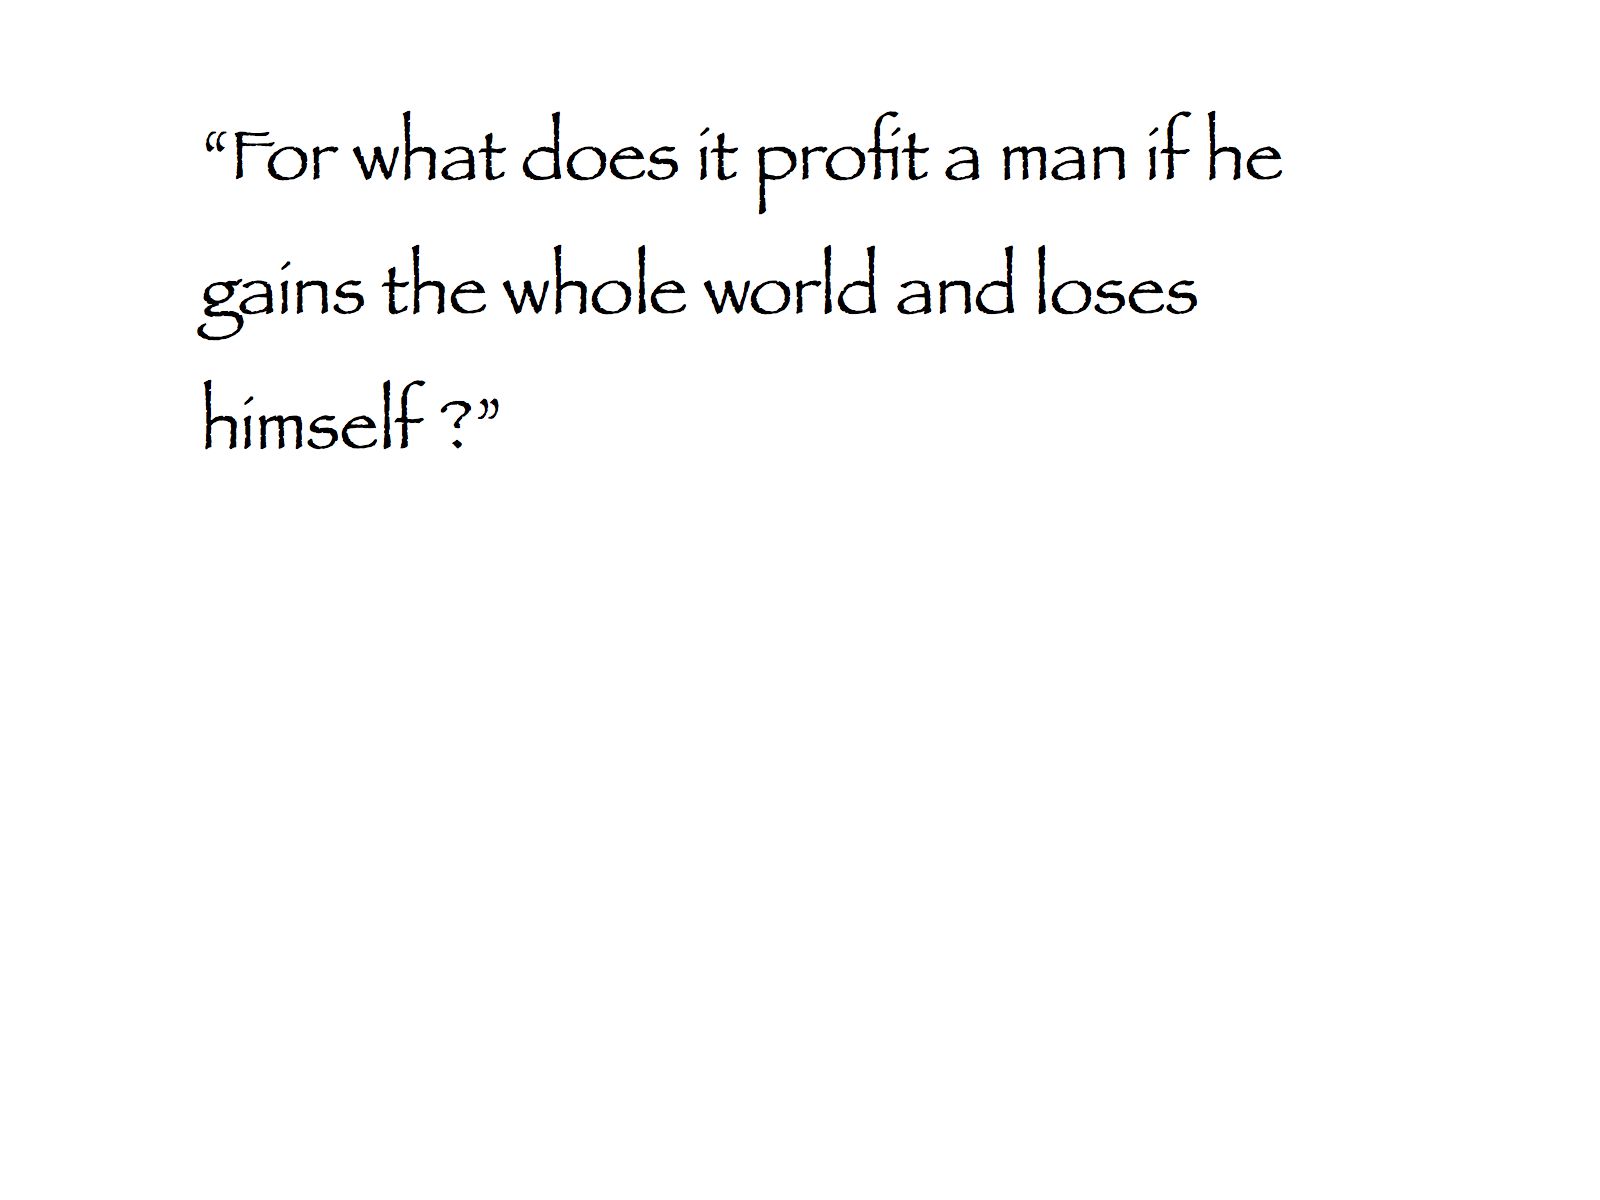 “For what does it profit a man if he
gains the whole world and loses
himself ?”